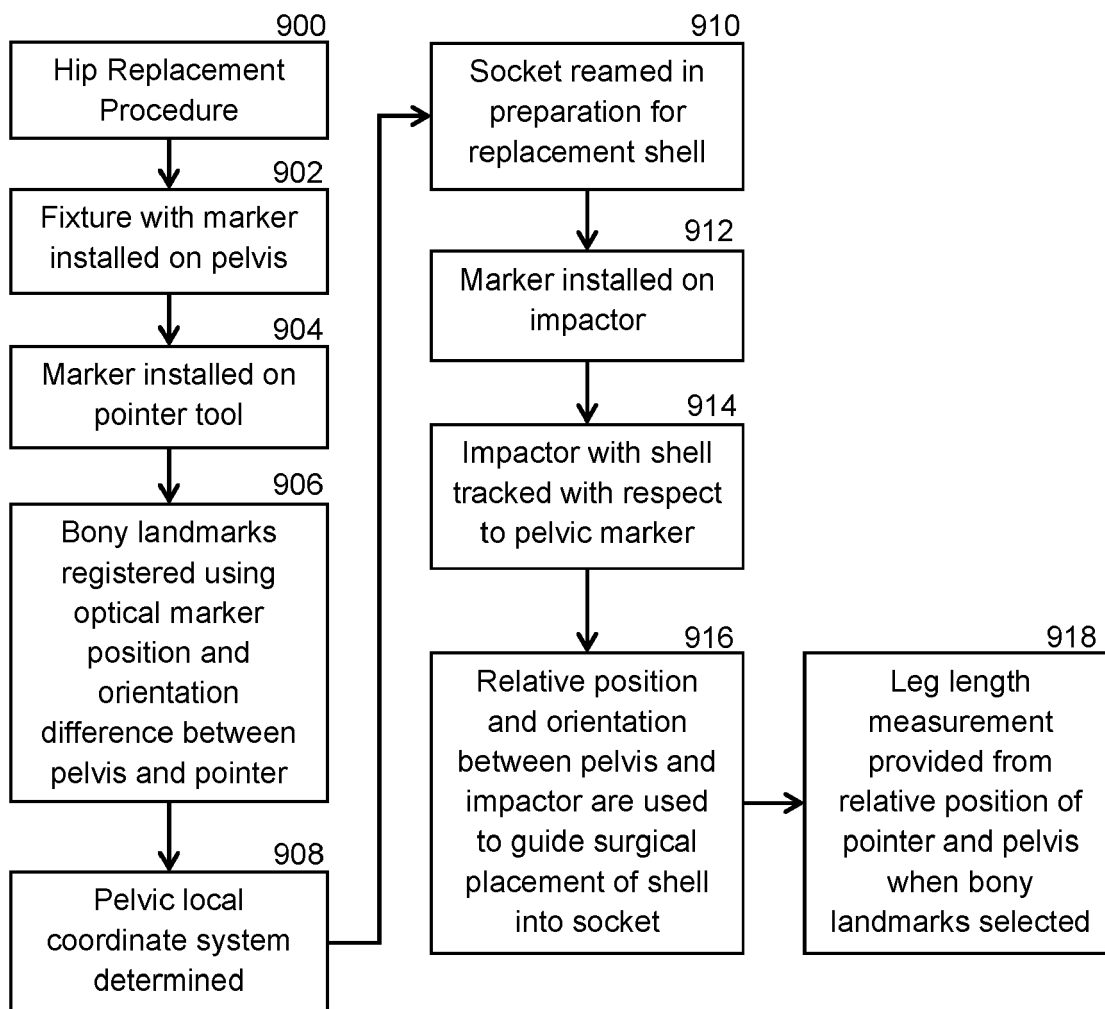 900
Hip Replacement
Procedure
902
Fixture with marker
installed on pelvis
904
Marker installed on
pointer tool
906
Bony landmarks
registered using
optical marker
position and
orientation
difference between
pelvis and pointer
908
Pelvic local
coordinate system
determined
910
Socket reamed in
preparation for
replacement shell
912
Marker installed on
impactor
914
Impactor with shell
tracked with respect
to pelvic marker
916
Relative position
and orientation
between pelvis and
impactor are used
to guide surgical
placement of shell
into socket
918
Leg length
measurement
provided from
relative position of
pointer and pelvis
when bony
landmarks selected